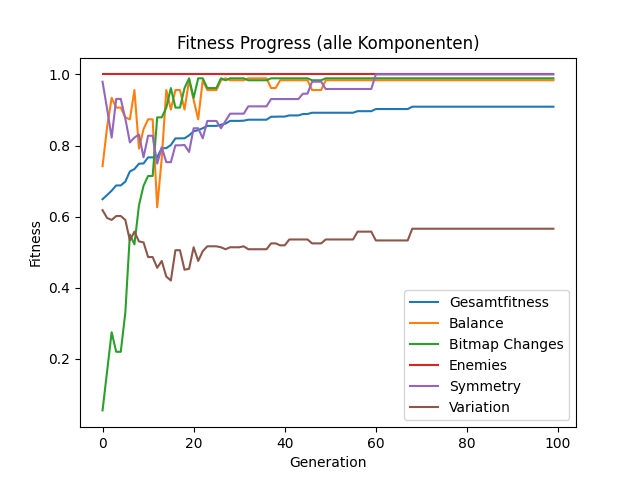 Fitness Progress (alle Komponenten)
1.0
0.8
0.6
0.4
0.2
Fitness
0
20
40
60
80
100
Generation
Gesamtfitness
Balance
Bitmap Changes
Enemies
Symmetry
Variation